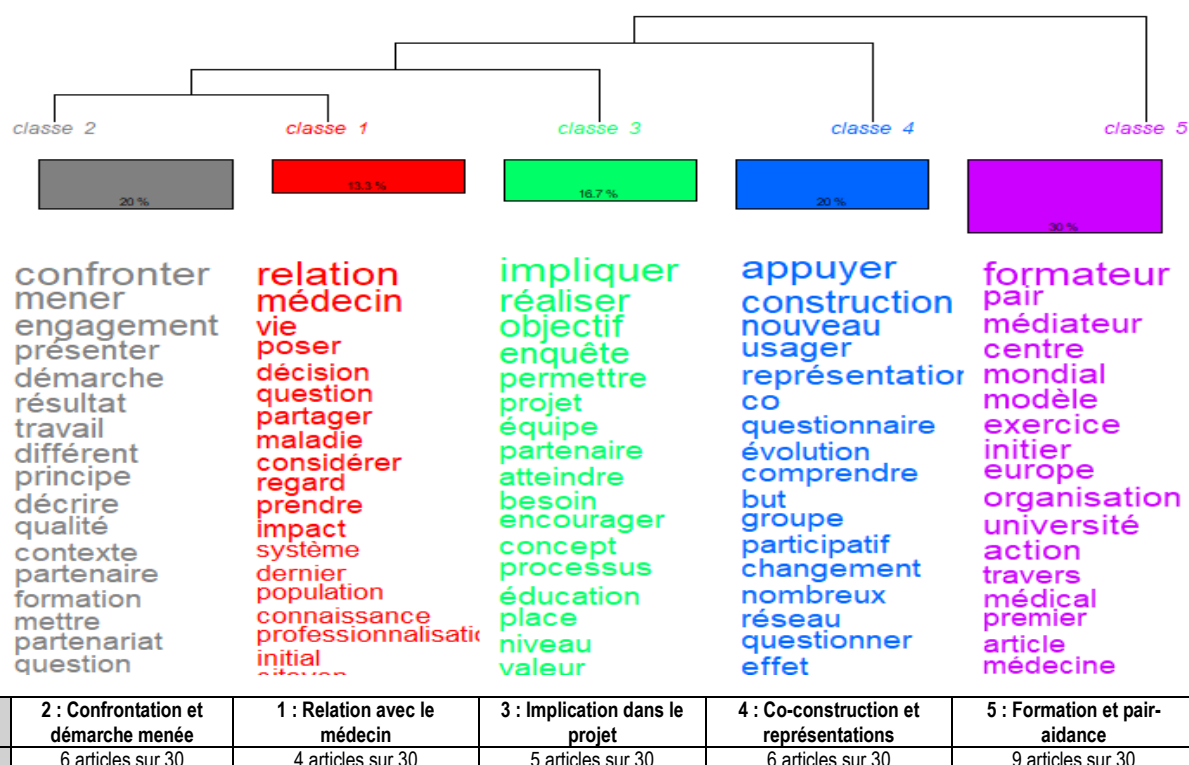 classe 2
classe 1
classe 3
classe 4
classe 5
20 %
13.3 %
16.7 %
20 %
30 %
confronter
mener
engagement
présenter
démarche
résultat
travail
différent
principe
décrire
qualité
contexte
partenaire
formation
mettre
partenariat
question
relation
médecin
vie
poser
décision
question
partager
maladie
considérer
regard
prendre
impact
système
dernier
population
connaissance
professionnalisatio
initial
impliquer
réaliser
objectif
enquête
permettre
projet
équipe
partenaire
atteindre
besoin
encourager
concept
processus
éducation
place
niveau
valeur
appuyer
construction
nouveau
usager
représentation
co
questionnaire
évolution
comprendre
but
groupe
participatif
changement
nombreux
réseau
questionner
effet
formateur
pair
médiateur
centre
mondial
modèle
exercice
initier
europe
organisation
université
action
travers
médical
premier
article
médecine
2 : Confrontation et
démarche menée
1 : Relation avec le
médecin
3 : Implication dans le
projet
4 : Co-construction et
représentations
5 : Formation et pair-
aidance
6 articles sur 30
4 articles sur 30
5 articles sur 30
6 articles sur 30
9 articles sur 30